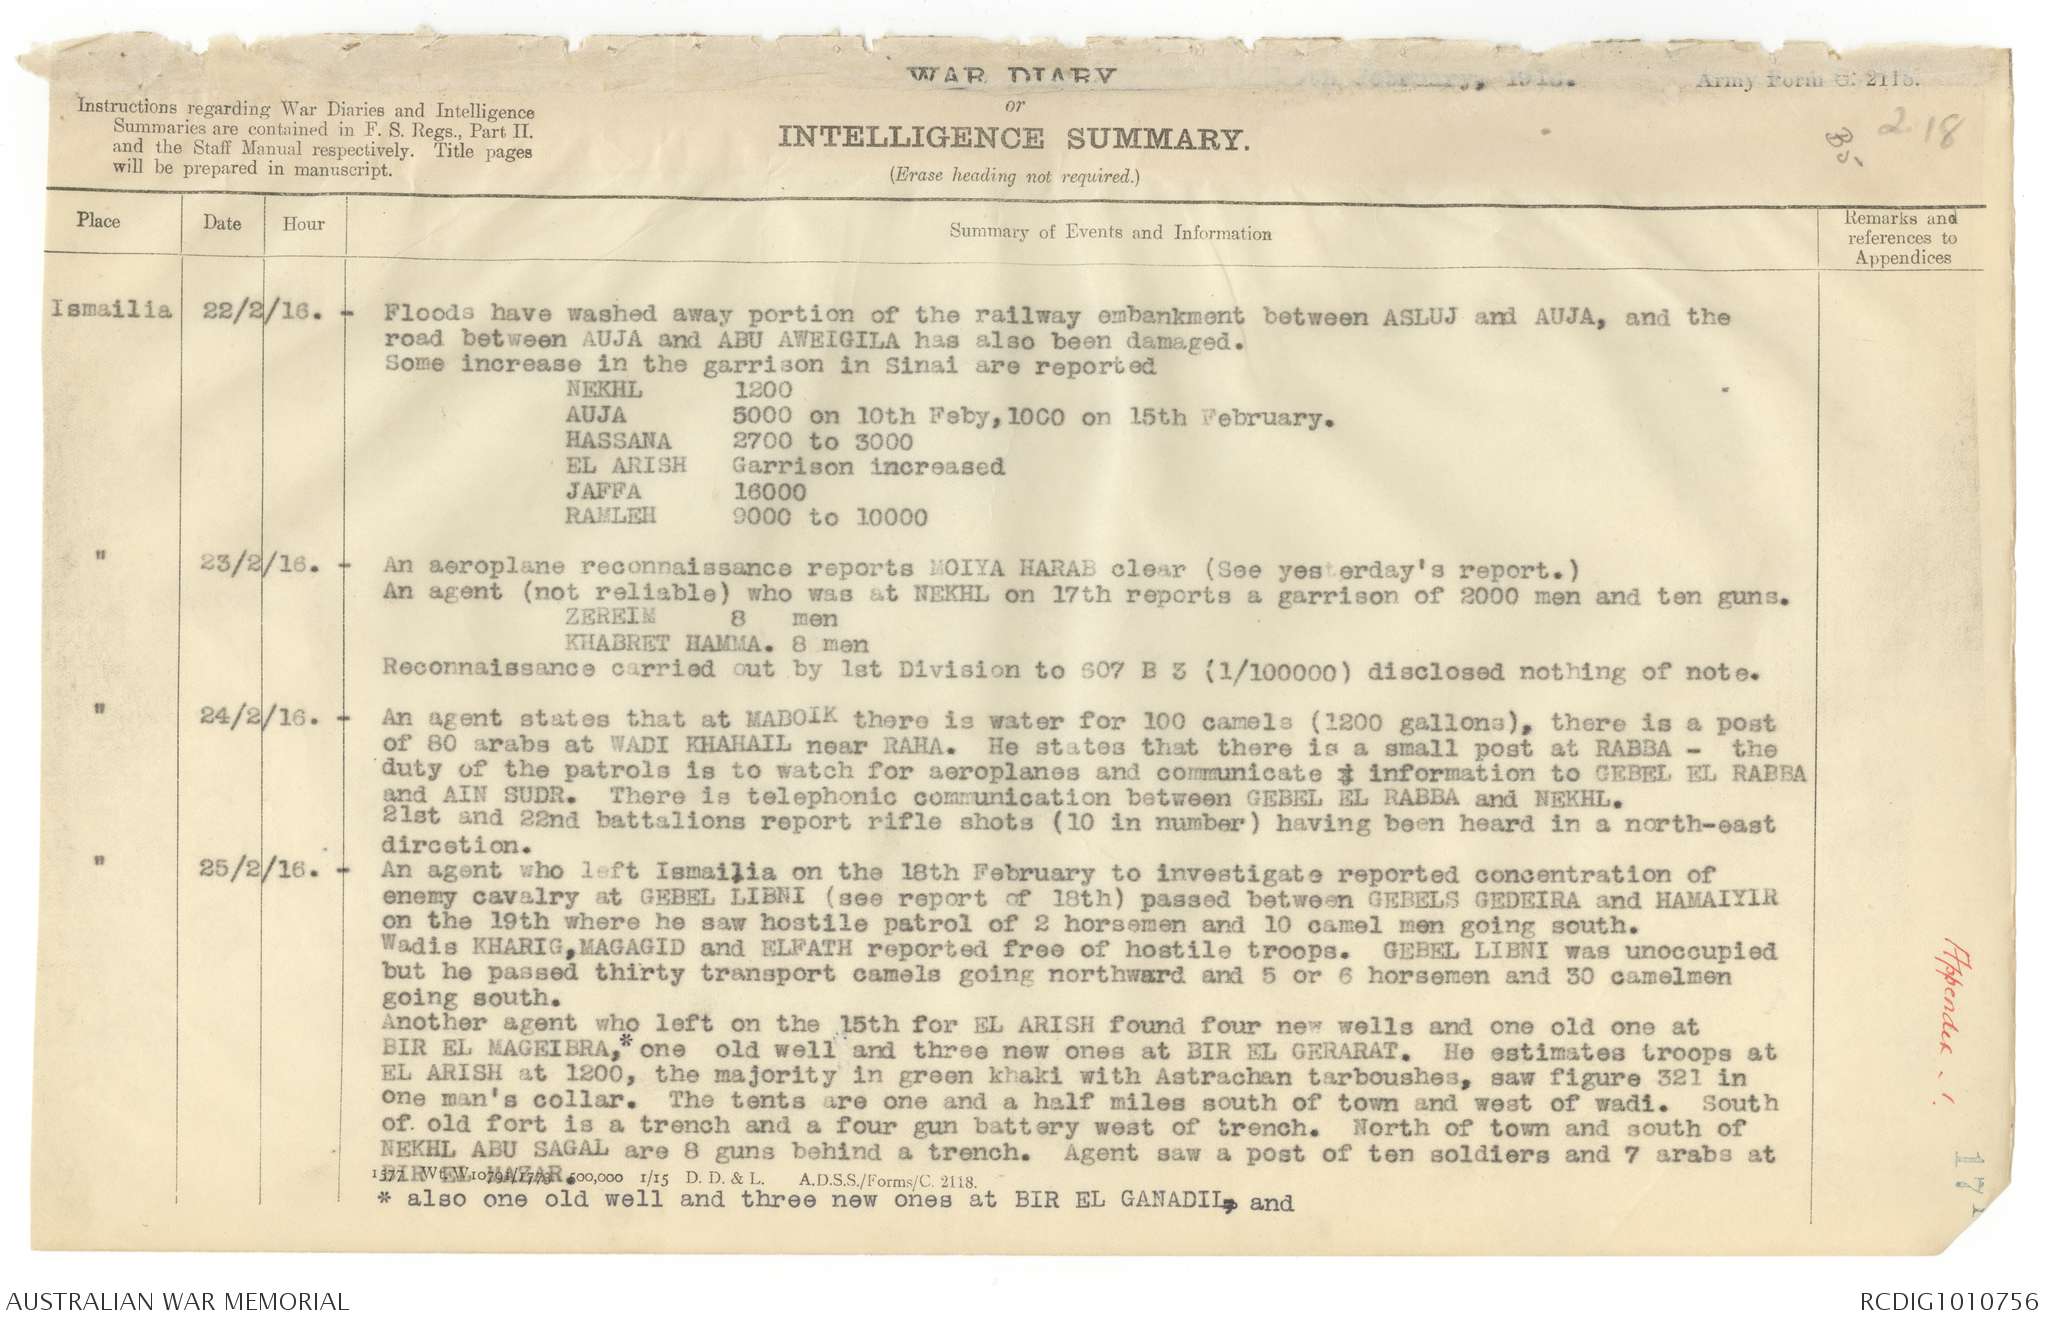 WAR DIARY
or
INTELLIGENCE SUMMARY.
(Erase heading not required.)
February, 191
Army Form C. 2118.
218
Instructions regarding War Diaries and Intelligence
Summaries are contained in F. S. Regs., Part II.
and the Staff Manual respectively. Title pages
will be prepared in manuscript.
Place Date Hour Summary of Events and Information Remarks and references to Appendices
Ismailia 22/2/16. - Floods have washed away portion of the railway embankment between ASLUJ and AUJA, and the
road between AUJA and ABU AWEIGILA has also been damaged.
Some increase in the garrison in Sinai are reported
NEKHL 1200
AUJA 5000 on 10th Feby,1000 on 15th February.
HASSANA 2700 to 3000
EL ARISH Garrison increased
JAFFA 16000
RAMLEH 9000 to 10000
" 23/2/16. - An aeroplane reconnaissance reports MOIYA HARAB clear (See yesterday's report.)
An agent (not reliable) who was at NEKHL on 17th reports a garrison of 2000 men and ten guns.
ZEREIM 8 men
KHABRET HAMMA. 8 men
Reconnaissance carried out by 1st Division to 607 B 3 (1/100000) disclosed nothing of note.
" 24/2/16. - An agent states that at MABOIK there is water for 100 camels (1200 gallons), there is a post
of 80 arabs at WADI KHAHAIL near RAHA. He states that there is a small post at RABBA - the
duty of the patrols is to watch for aeroplanes and communicate information to GEBEL EL RABBA
and AIN SUDR. There is telephonic communication between GEBEL EL RABBA and NEKHL.
21st and 22nd battalions report rifle shots (10 in number) having been heard in a north-east
dircetion.
" 25/2/16. - An agent who left Ismailia on the 18th February to investigate reported concentration of
enemy cavalry at GEBEL LIBNI (see report of 18th) passed between GEBELS GEDEIRA and HAMAIYIR
on the 19th where he saw hostile patrol of 2 horsemen and 10 camel men going south.
Wadis KHARIG,MAGAGID and ELFATH reported free of hostile troops. GEBEL LIBNI was unoccupied
but he passed thirty transport camels going northward and 5 or 6 horsemen and 30 camelmen
going south.
Another agent who left on the 15th for EL ARISH found four new wells and one old one at
BIR EL MAGEIBRA,* one old well and three new ones at BIR EL GERARAT. He estimates troops at
EL ARISH at 1200, the majority in green khaki with Astrachan tarboushes, saw figure 321 in
one man's collar. The tents are one and a half miles south of town and west of wadi. South
of old fort is a trench and a four gun battery west of trench. North of town and south of
NEKHL ABU SAGAL are 8 guns behind a trench. Agent saw a post of ten soldiers and 7 arabs at
BIR EL MAZAR.
1577 Wt.W10791/1773 500,000 1/15 D. D. & L. A.D.S.S./Forms/C. 2118.
* also one old well and three new ones at BIR EL GANADIL, and
Appendex 1.
171
AUSTRALIAN WAR MEMORIAL
RCDIG1010756